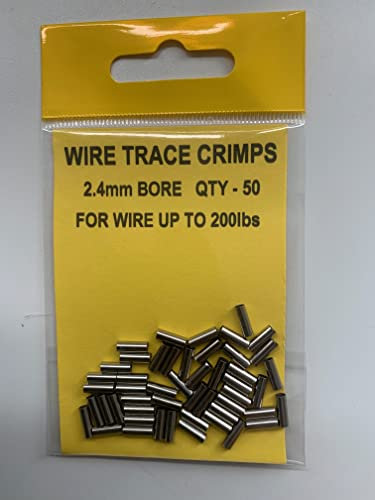 WIRE TRACE CRIMPS
2.4mm BORE QTY - 50
FOR WIRE UP TO 200lbs